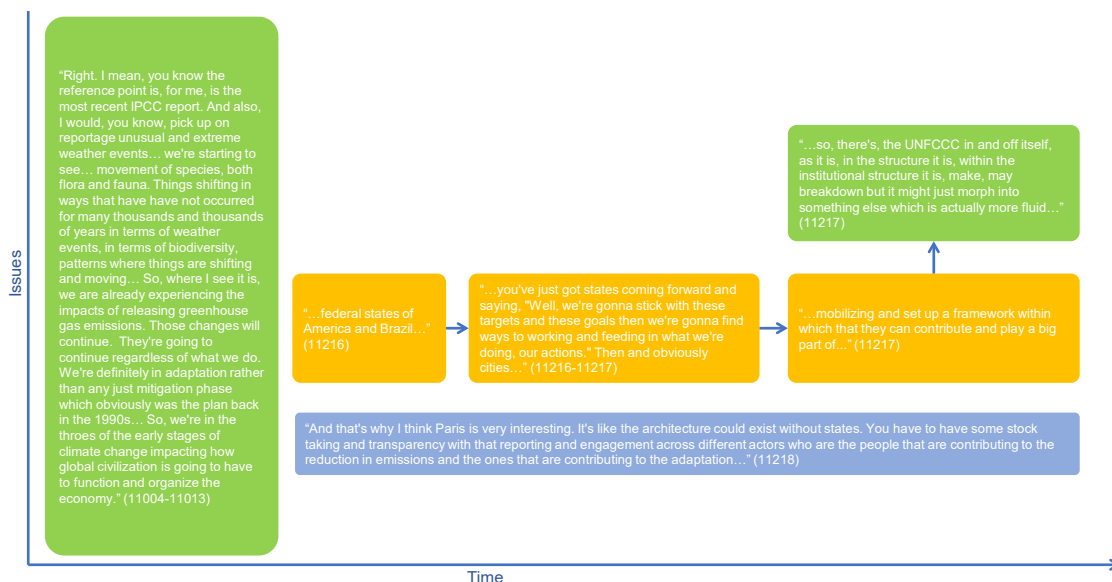 Issues
“Right. I mean, you know the
reference point is, for me, is
the most recent IPCC report. And also,
I would, you know, pick up on
reportage unusual and extreme
weather events… we're starting to
see… movement of species, both
flora and fauna. Things shifting in
ways that have have not occurred
for many thousands and thousands
of years in terms of weather
events, in terms of biodiversity,
patterns where things are shifting
and moving… So, where I see it is,
we are already experiencing the
impacts of releasing greenhouse
gas emissions. Those changes will
continue.  They're going to
continue regardless of what we do.
We're definitely in adaptation rather
than any just mitigation phase
which obviously was the plan back
in the 1990s… So, we're in the
throes of the early stages of
climate change impacting how
global civilization is going to have
to function and organize the
economy.” (11004-11013)
“…so, there's, the UNFCCC in and off itself,
as it is, in the structure it is, within the
institutional structure it is, make, may
breakdown but it might just morph into
something else which is actually more fluid…”
(11217)
“…federal states of
America and Brazil…”
(11216)
“…you've just got states coming forward and
saying, "Well, we're gonna stick with these
targets and these goals then we're gonna find
ways to working and feeding in what we're
doing, our actions." Then and obviously
cities…” (11216-11217)
“…mobilizing and set up a framework within
which that they can contribute and play a big
part of...” (11217)
“And that's why I think Paris is very interesting. It's like the architecture could exist without states. You have to have some stock
taking and transparency with that reporting and engagement across different actors who are the people that are contributing to the
reduction in emissions and the ones that are contributing to the adaptation…” (11218)
Time